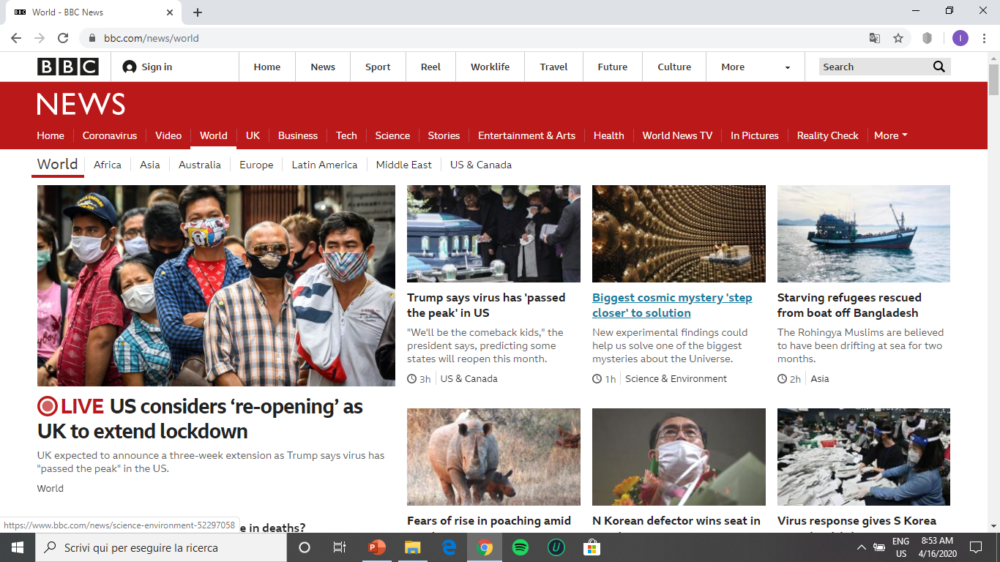 World - BBC News
bbc.com/news/world
I
BBC
Sign in
Home
News
Sport
Reel
Worklife
Travel
Future
Culture
More
Search
NEWS
Home
Coronavirus
Video
World
UK
Business
Tech
Science
Stories
Entertainment & Arts
Health
World News TV
In Pictures
Reality Check
More
World
Africa
Asia
Australia
Europe
Latin America
Middle East
US & Canada
LIVE US considers ‘re-opening’ as
UK to extend lockdown
UK expected to announce a three-week extension as Trump says virus has
"passed the peak" in the US.
World
Trump says virus has 'passed
the peak' in US
"We'll be the comeback kids," the
president says, predicting some
states will reopen this month.
3h
US & Canada
Biggest cosmic mystery 'step
closer' to solution
New experimental findings could
help us solve one of the biggest
mysteries about the Universe.
1h
Science & Environment
Starving refugees rescued
from boat off Bangladesh
The Rohingya Muslims are believed
to have been drifting at sea for two
months.
2h
Asia
Fears of rise in poaching amid
N Korean defector wins seat in
Virus response gives S Korea
https://www.bbc.com/news/science-environment-52297058
e in deaths?
Scrivi qui per eseguire la ricerca
ENG
US
8:53 AM
4/16/2020